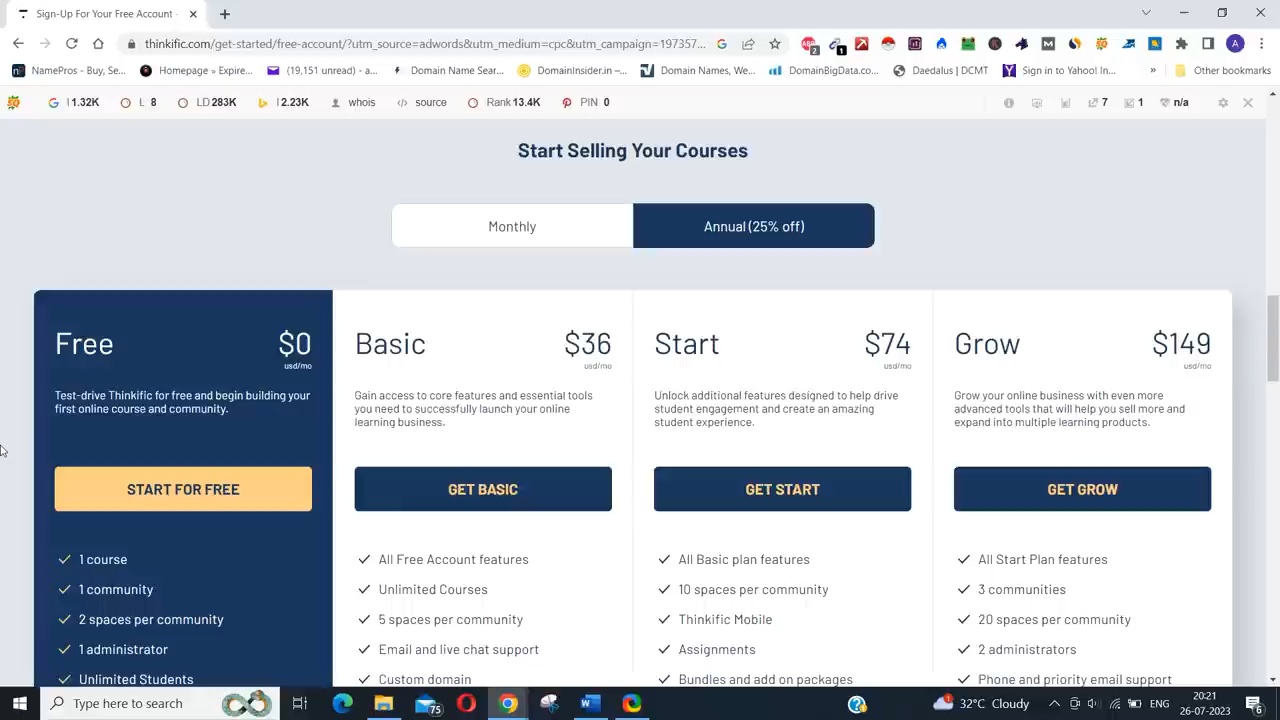 Sign-Up For Your Free Account -
thinkific.com/get-started/free-account/?utm_source=adwords&utm_medium=cpc&utm_campaign=197357...
2
1
A
NamePros - Buy, Se...
Homepage » Expire...
(19,151 unread) - a...
Domain Name Sear...
DomainInsider.in –...
Domain Names, We...
DomainBigData.co...
Daedalus | DCMT
Sign in to Yahoo! In...
»
Other bookmarks
I 1.32K
L 8
LD 283K
I 2.23K
whois
source
Rank 13.4K
PIN 0
7
1
n/a
Start Selling Your Courses
Monthly
Annual (25% off)
Free
$0
usd/mo
Test-drive Thinkific for free and begin building your
first online course and community.
START FOR FREE
1 course
1 community
2 spaces per community
1 administrator
Unlimited Students
Basic
$36
usd/mo
Gain access to core features and essential tools
you need to successfully launch your online
learning business.
GET BASIC
All Free Account features
Unlimited Courses
5 spaces per community
Email and live chat support
Custom domain
Start
$74
usd/mo
Unlock additional features designed to help drive
student engagement and create an amazing
student experience.
GET START
All Basic plan features
10 spaces per community
Thinkific Mobile
Assignments
Bundles and add on packages
Grow
$149
usd/mo
Grow your online business with even more
advanced tools that will help you sell more and
expand into multiple learning products.
GET GROW
All Start Plan features
3 communities
20 spaces per community
2 administrators
Phone and priority email support
Type here to search
75
32°C Cloudy
ENG
20:21
26-07-2023
6